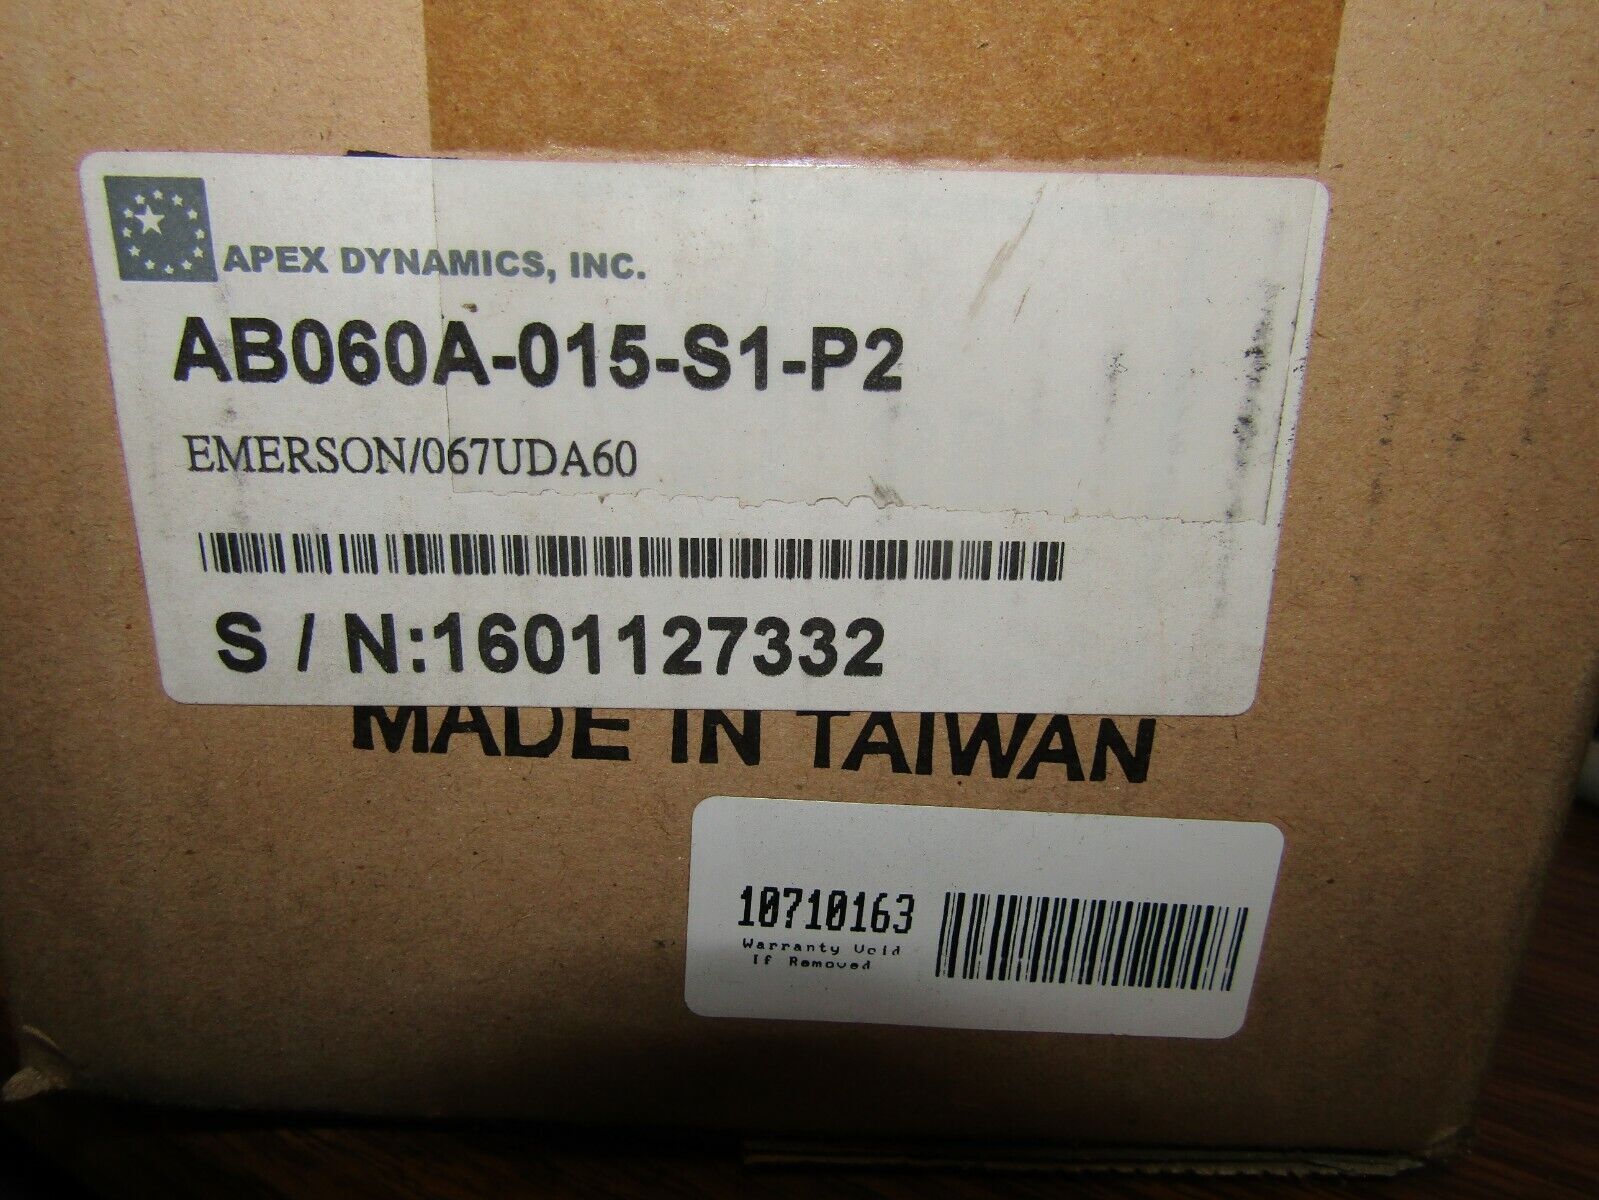 APEX DYNAMICS, INC.
AB060A-015-S1-P2
EMERSON/067UDA60
S / N:1601127332
MADE IN TAIWAN
10710163
Warranty Void
If Removed